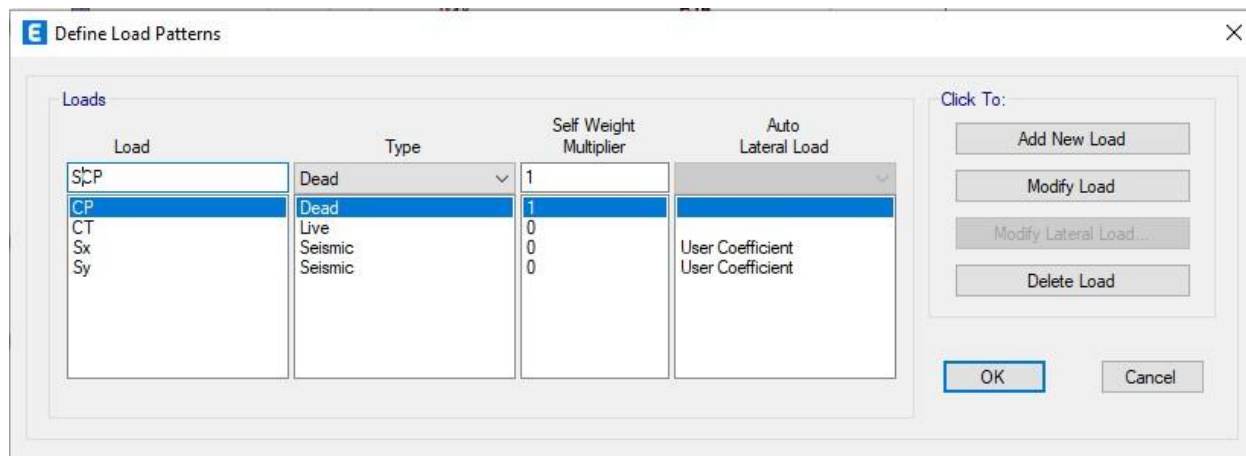 E Define Load Patterns
Loads
Load Type Self Weight Multiplier Auto Lateral Load
SCP Dead 1
CP Dead 1
CT Live 0
Sx Seismic 0 User Coefficient
Sy Seismic 0 User Coefficient
Click To:
Add New Load
Modify Load
Modify Lateral Load...
Delete Load
OK Cancel